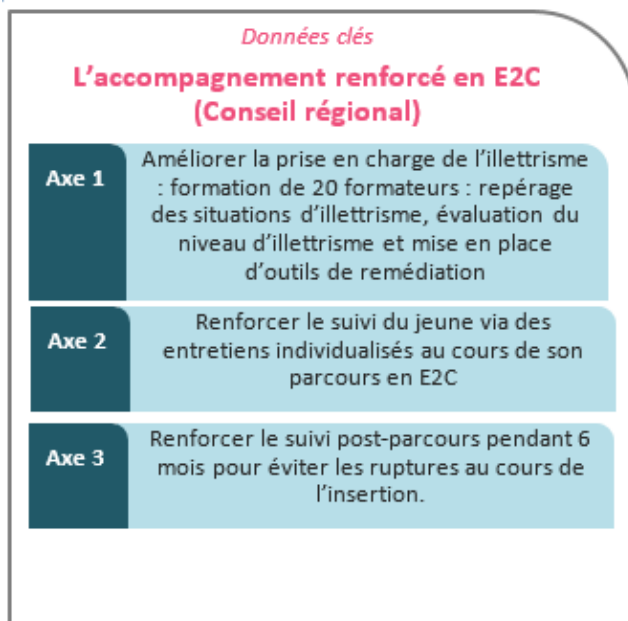 Données clés
L'accompagnement renforcé en E2C
(Conseil régional)
Axe 1
Améliorer la prise en charge de l'illettrisme
: formation de 20 formateurs : repérage
des situations d'illettrisme, évaluation du
niveau d'illettrisme et mise en place
d'outils de remédiation
Axe 2
Renforcer le suivi du jeune via des
entretiens individualisés au cours de son
parcours en E2C
Axe 3
Renforcer le suivi post-parcours pendant 6
mois pour éviter les ruptures au cours de
l'insertion.